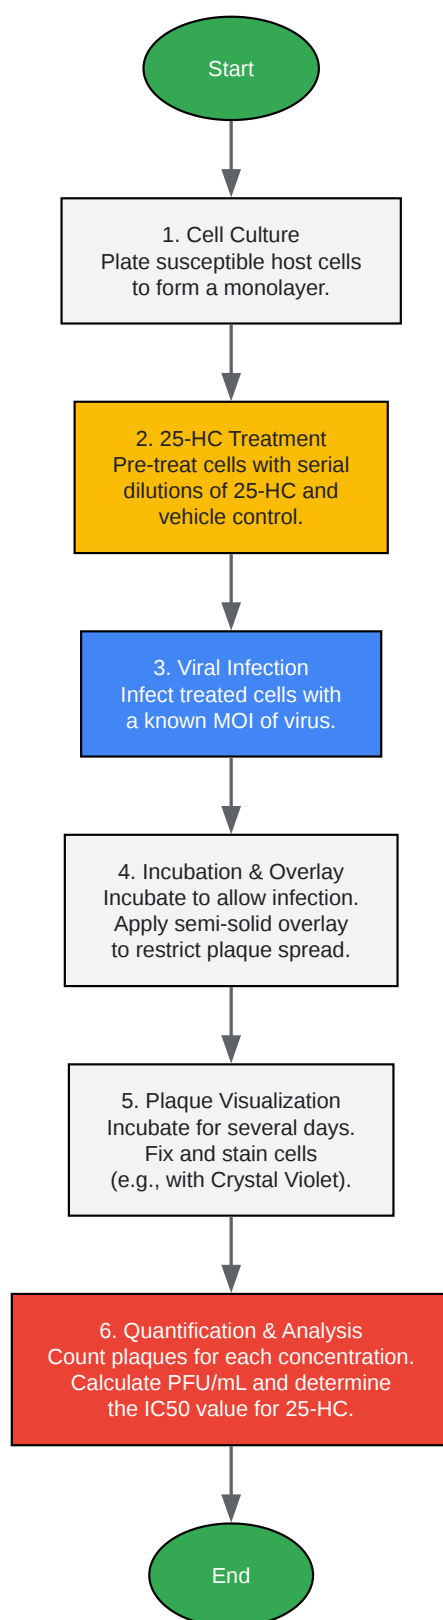 Start
1. Cell Culture
Plate susceptible host cells
to form a monolayer.
2. 25-HC Treatment
Pre-treat cells with serial
dilutions of 25-HC and
vehicle control.
3. Viral Infection
Infect treated cells with
a known MOI of virus.
4. Incubation & Overlay
Incubate to allow infection.
Apply semi-solid overlay
to restrict plaque spread.
5. Plaque Visualization
Incubate for several days.
Fix and stain cells
(e.g., with Crystal Violet).
6. Quantification & Analysis
Count plaques for each concentration.
Calculate PFU/mL and determine
the IC50 value for 25-HC.
End